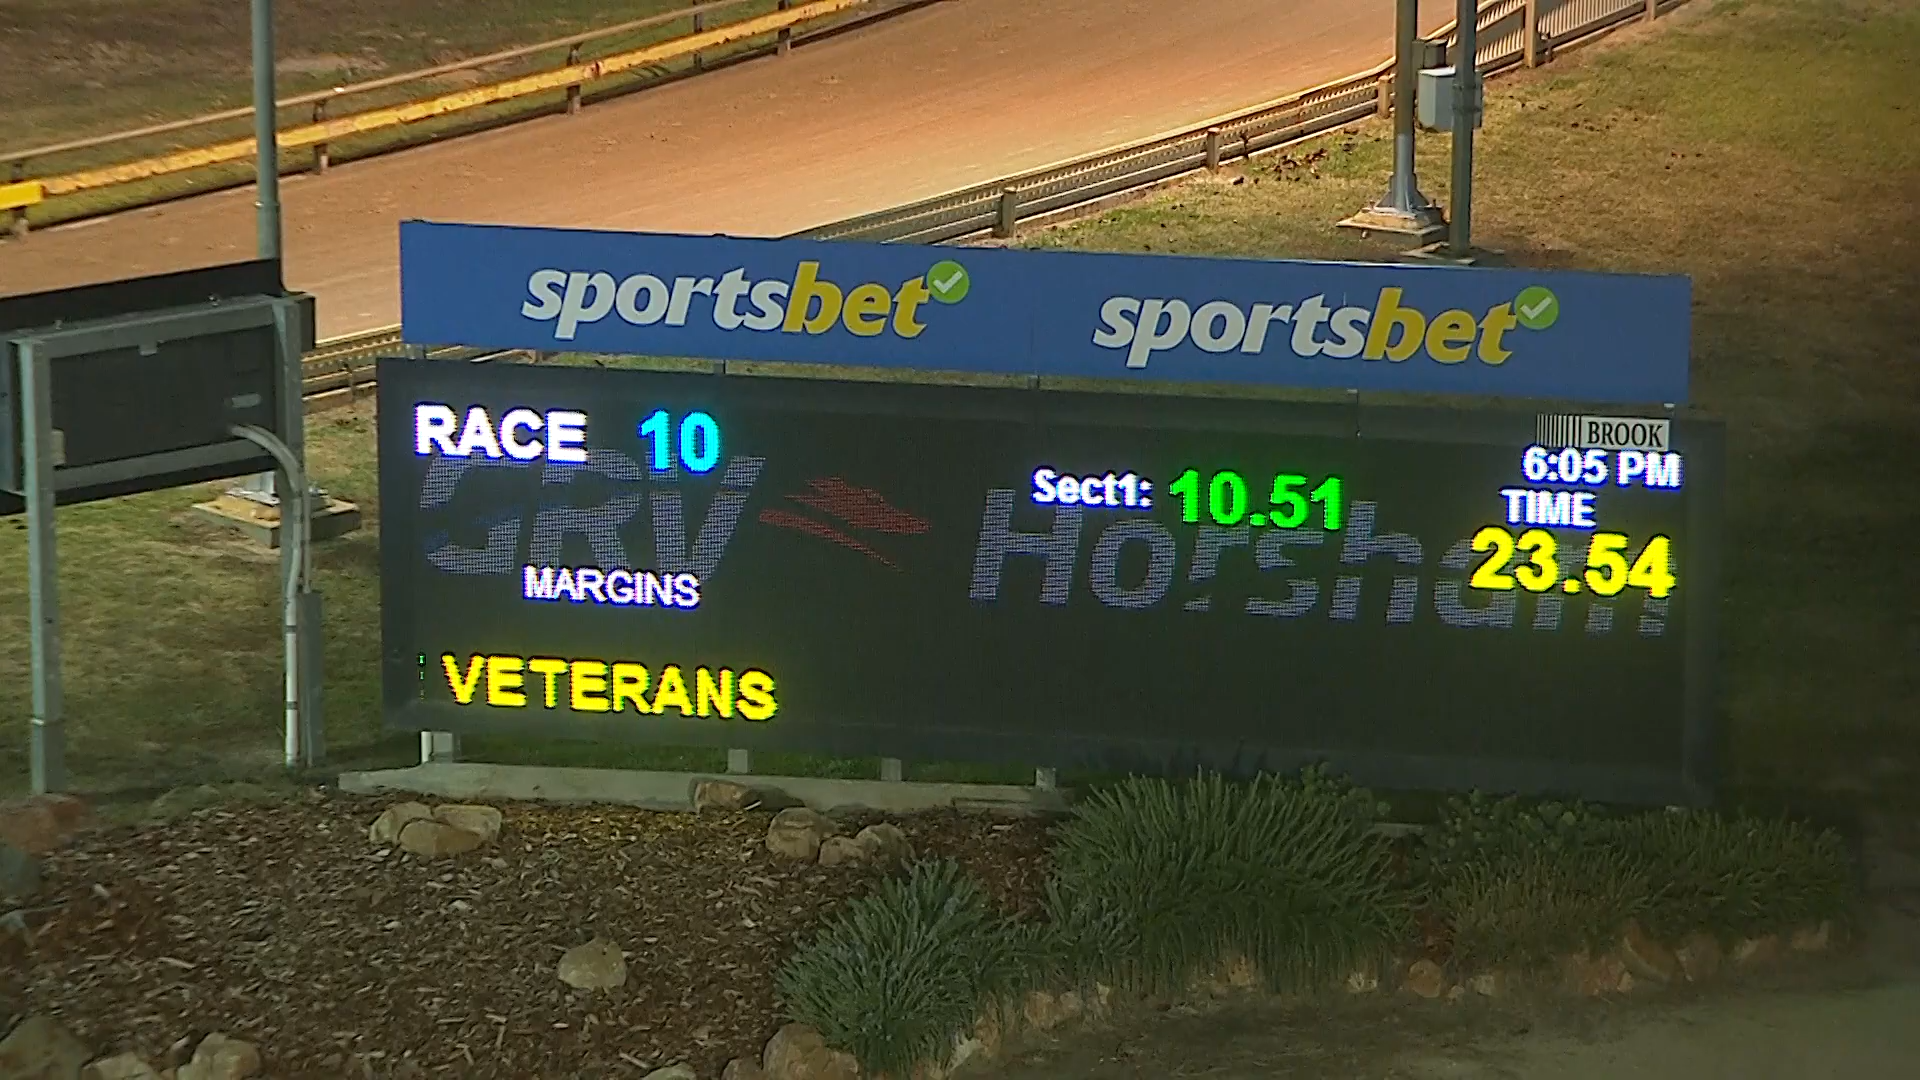 sportsbet sportsbet
RACE 10
BROOK
6:05 PM
Sect1: 10.51
TIME
23.54
GRV Horsham
MARGINS
VETERANS